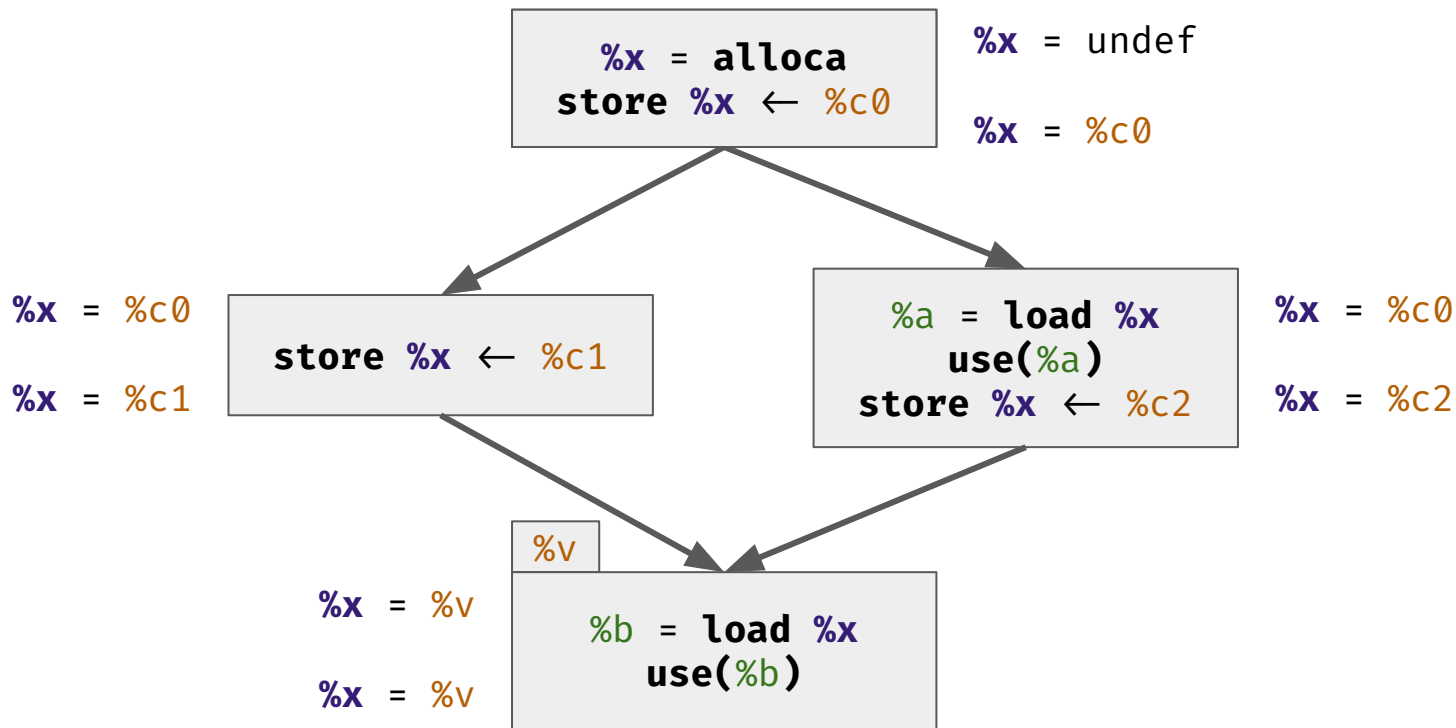 %x = alloca
store %x ← %c0
%x = undef
%x = %c0
%x = %c0
%x = %c1
store %x ← %c1
%a = load %x
use(%a)
store %x ← %c2
%x = %c0
%x = %c2
%v
%x = %v
%x = %v
%b = load %x
use(%b)